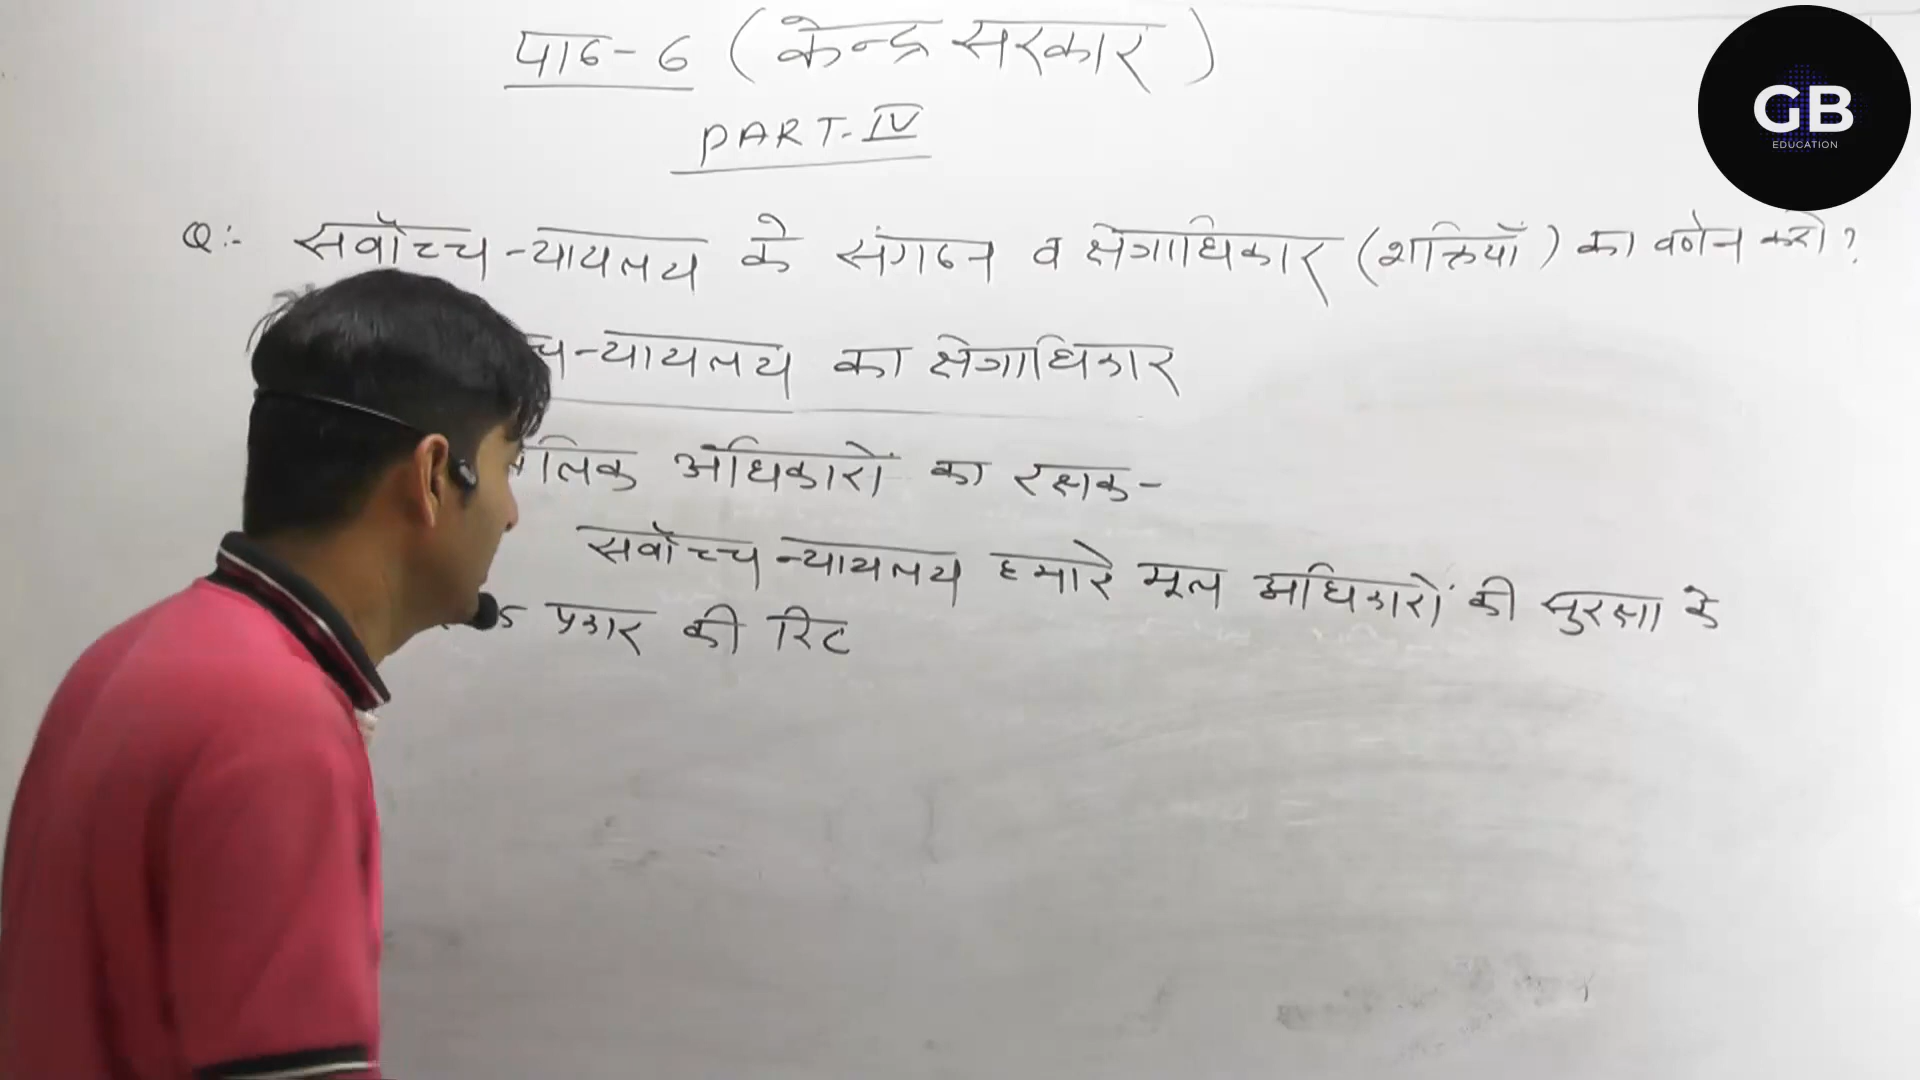 पाठ-6 (केन्द्र सरकार)
PART-IV
GB
EDUCATION
Q:- सर्वोच्च न्यायलय के संगठन व क्षेत्राधिकार (शक्तियाँ) का वर्णन करो?
न्यायलय का क्षेत्राधिकार
अधिकारों का रक्षक-
सर्वोच्च न्यायलय हमारे मूल अधिकारों की सुरक्षा के
प्रकार की रिट